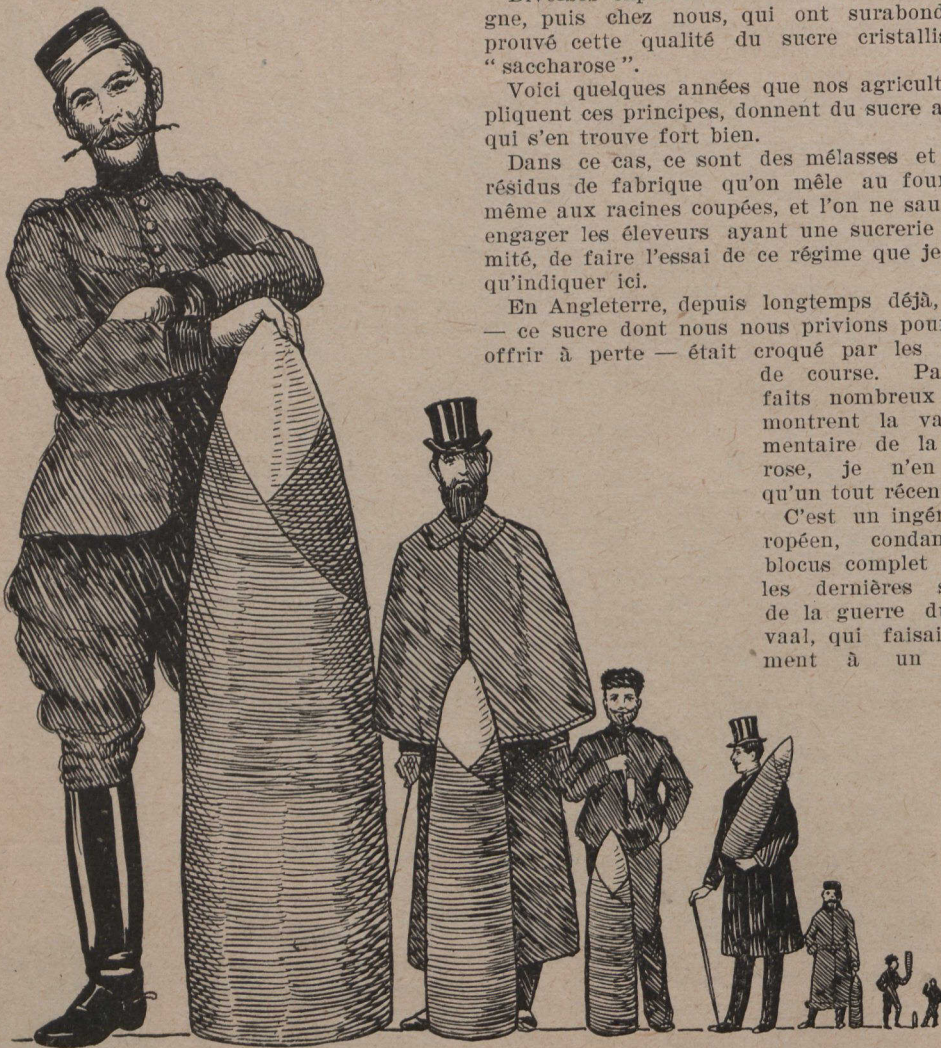 gne, puis chez nous, qui ont surabond
prouvé cette qualité du sucre cristallis
“ saccharose ”.
Voici quelques années que nos agricult
pliquent ces principes, donnent du sucre a
qui s'en trouve fort bien.
Dans ce cas, ce sont des mélasses et
résidus de fabrique qu'on mêle au four
même aux racines coupées, et l'on ne sau
engager les éleveurs ayant une sucrerie
mité, de faire l'essai de ce régime que je
qu'indiquer ici.
En Angleterre, depuis longtemps déjà,
— ce sucre dont nous nous privions pour
offrir à perte — était croqué par les
de course. Pa
faits nombreux
montrent la va
mentaire de la
rose, je n'en
qu'un tout récen
C'est un ingén
ropéen, condam
blocus complet
les dernières s
de la guerre d
vaal, qui faisai
ment à un